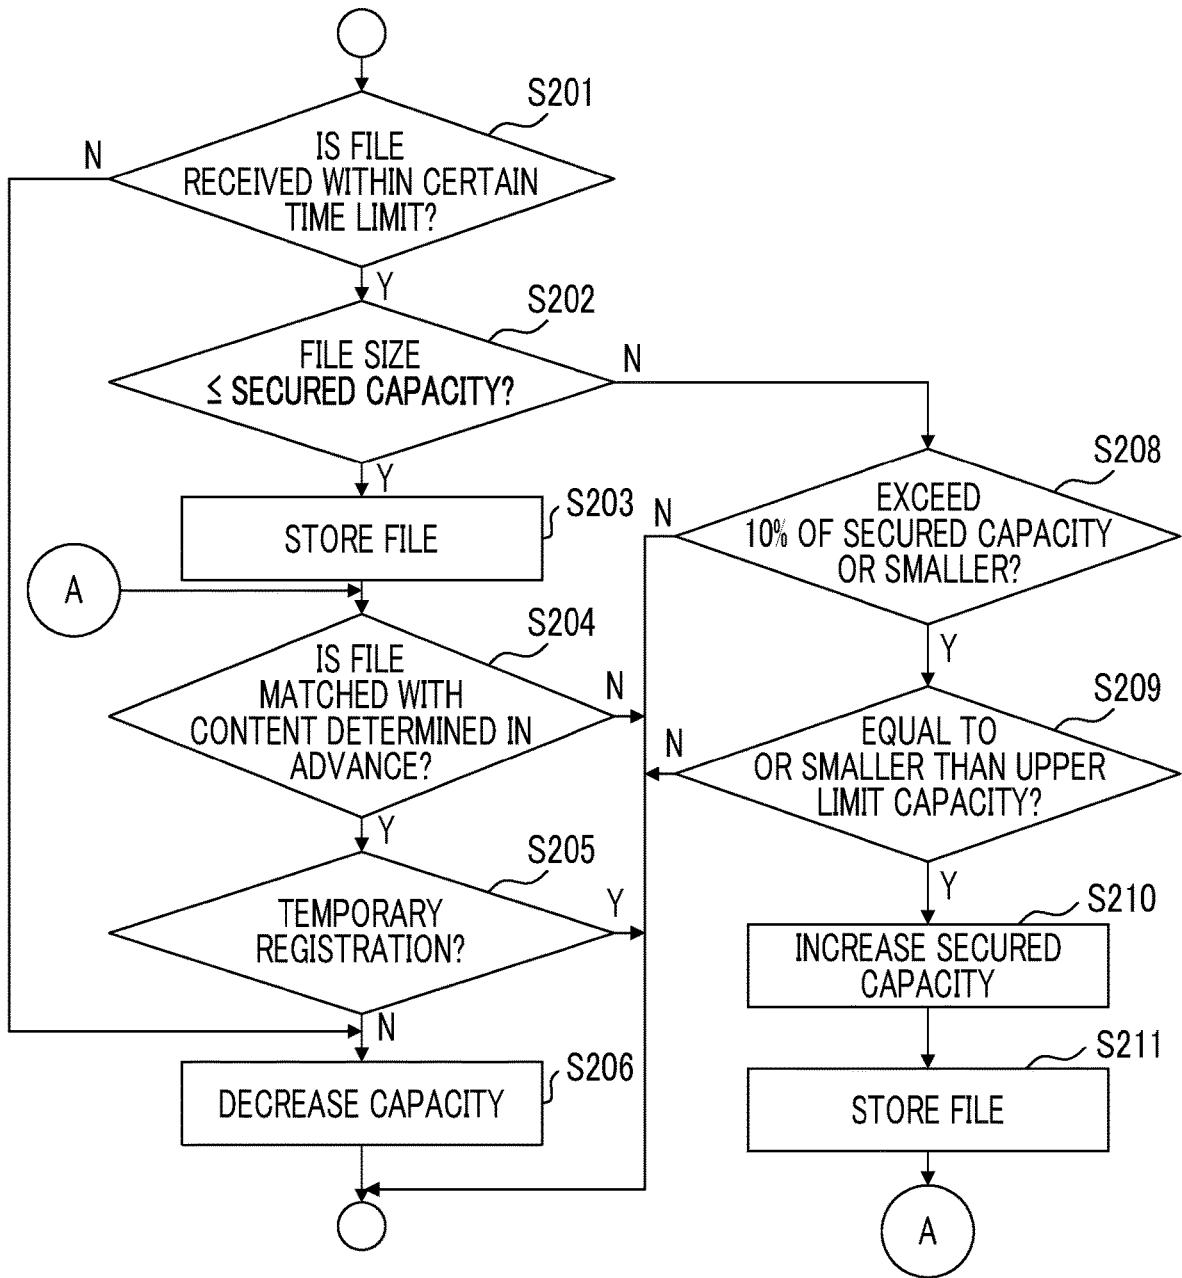 S201
N
IS FILE
RECEIVED WITHIN CERTAIN
TIME LIMIT?
Y
S202
FILE SIZE
≤ SECURED CAPACITY?
N
Y
S203
STORE FILE
A
S204
IS FILE
MATCHED WITH
CONTENT DETERMINED IN
ADVANCE?
N
Y
S205
TEMPORARY
REGISTRATION?
Y
N
S206
DECREASE CAPACITY
S208
N
EXCEED
10% OF SECURED CAPACITY
OR SMALLER?
Y
S209
N
EQUAL TO
OR SMALLER THAN UPPER
LIMIT CAPACITY?
Y
S210
INCREASE SECURED
CAPACITY
S211
STORE FILE
A